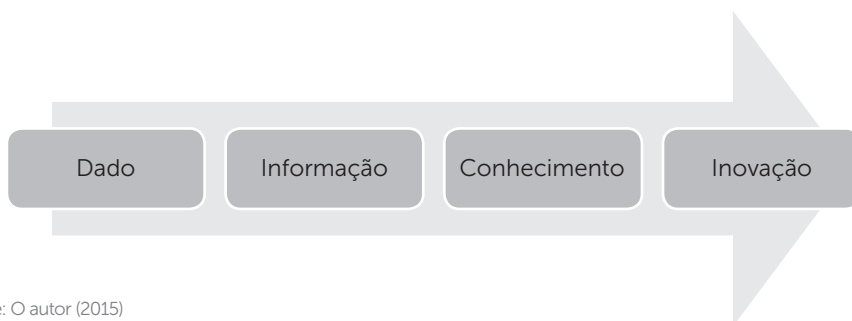 Dado
Informação
Conhecimento
Inovação
: O autor (2015)